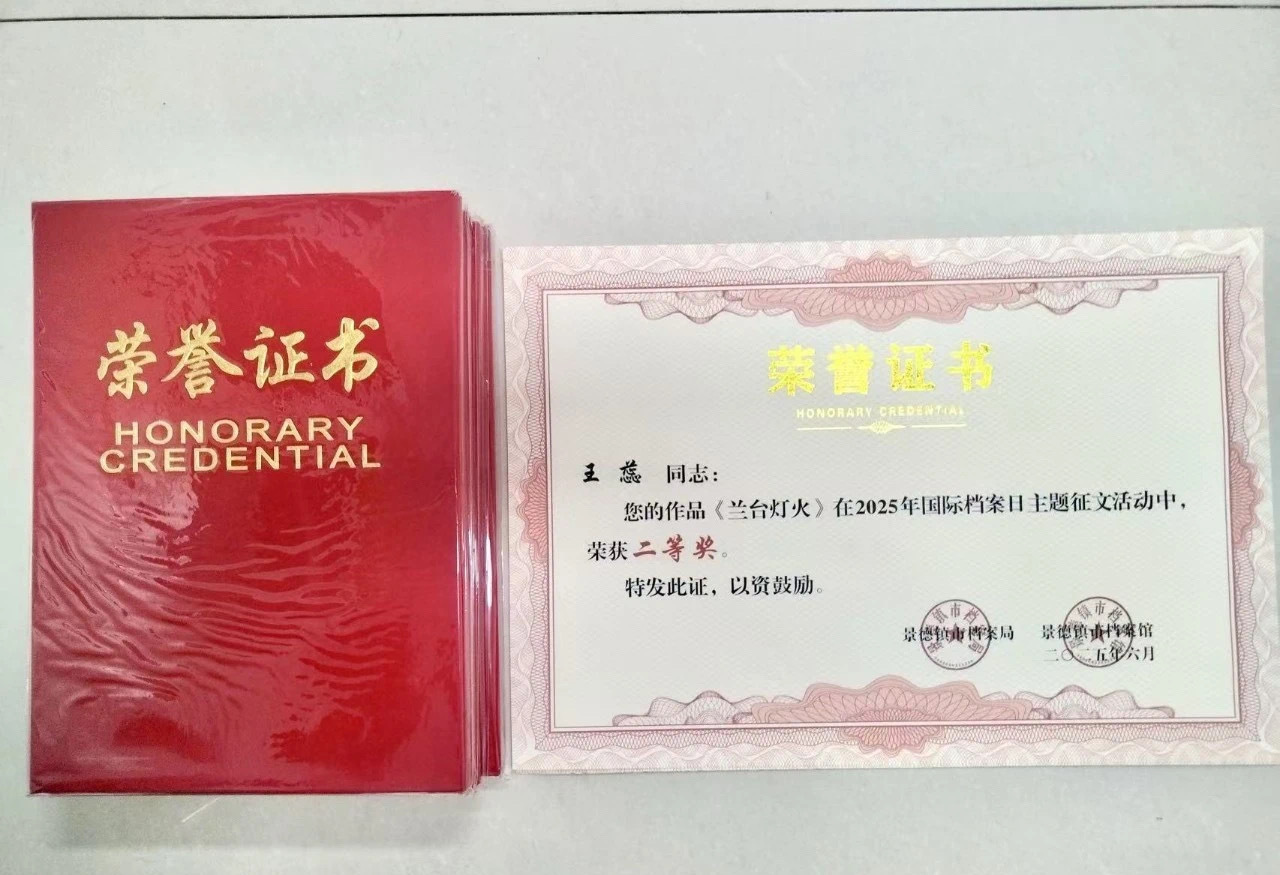 荣誉证书
HONORARY
CREDENTIAL
荣誉证书
HONORARY CREDENTIAL
王 蕊 同志：
您的作品《兰台灯火》在2025年国际档案日主题征文活动中，
荣获二等奖。
特发此证，以资鼓励。
景德镇市档案局 景德镇市档案馆
二〇二五年六月